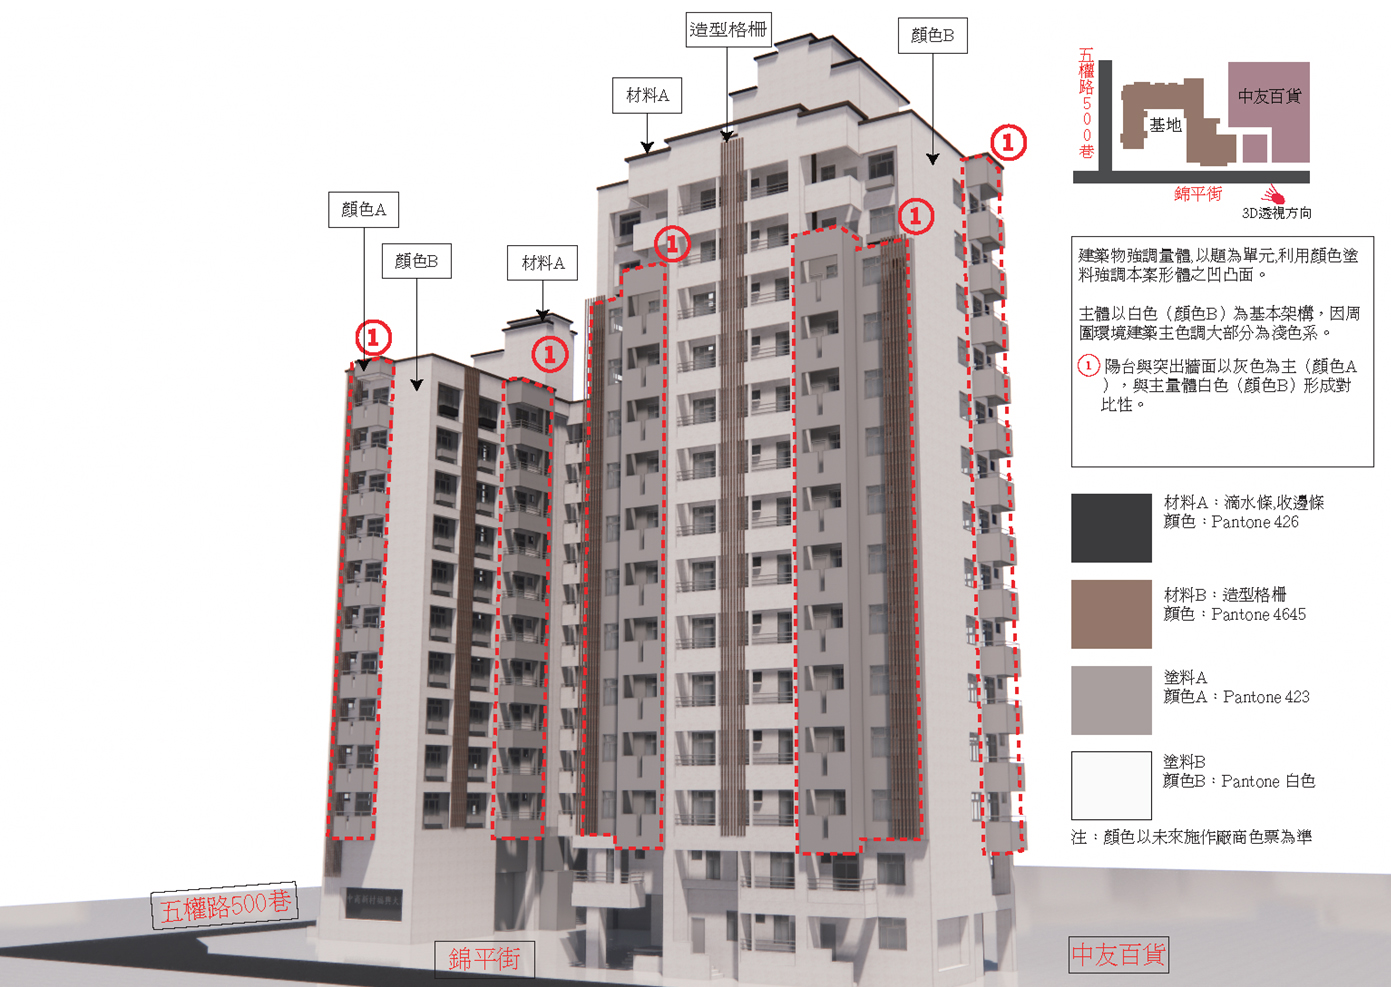 造型格柵
顏色B
材料A
顏色A
顏色B
材料A
1
1
1
1
1
五權路500巷
基地
中友百貨
錦平街
3D透視方向
建築物強調量體,以題為單元,利用顏色塗
料強調本案形體之凹凸面。
主體以白色（顏色B）為基本架構，因周
圍環境建築主色調大部分為淺色系。
1 陽台與突出牆面以灰色為主（顏色A
），與主量體白色（顏色B）形成對
比性。
材料A：滴水條,收邊條
顏色：Pantone 426
材料B：造型格柵
顏色：Pantone 4645
塗料A
顏色A：Pantone 423
塗料B
顏色B：Pantone 白色
注：顏色以未來施作廠商色票為準
五權路500巷
錦平街
中友百貨